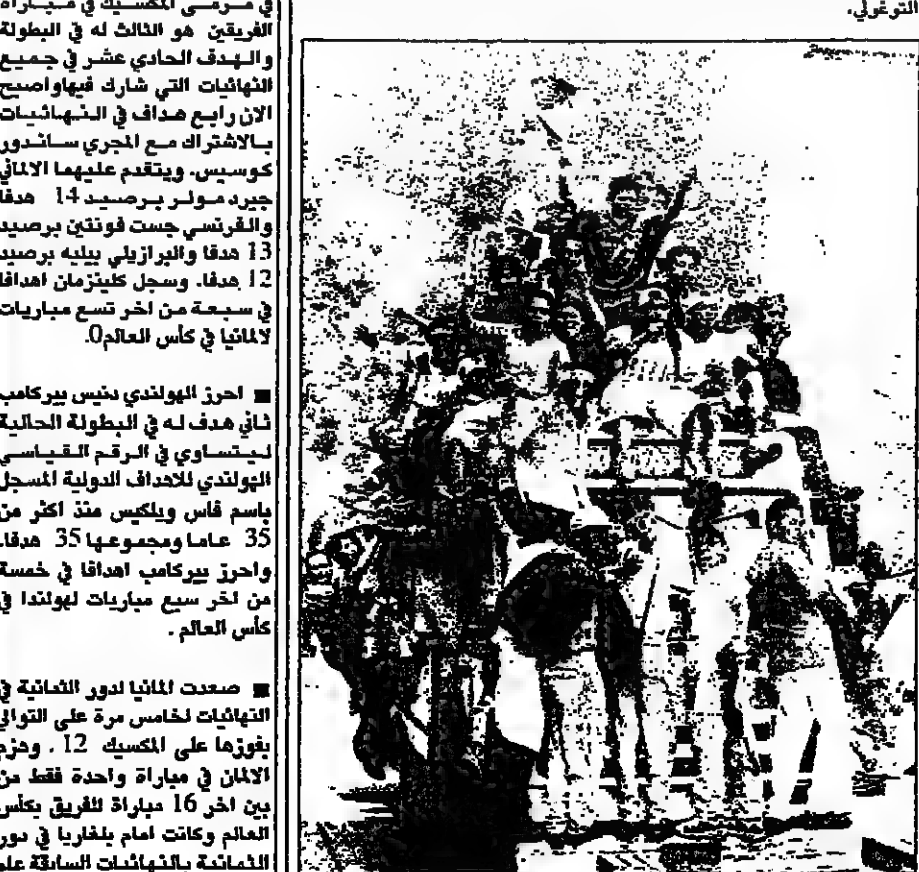 التوغولي.
في مرمى المكسيك في مباراة
الفريقين هو الثالث له في البطولة
والهدف الحادي عشر في جميع
النهائيات التي شارك فيها واصبح
الان رابع هداف في النهائيات
بالاشتراك مع المجري ساندور
كوسيس. ويتقدم عليهما الالماني
جيرد مولر برصيد 14 هدفا
والفرنسي جست فونتين برصيد
13 هدفا والبرازيلي بيليه برصيد
12 هدفا. وسجل كلينزمان اهدافا
في سبعة من اخر تسع مباريات
لالمانيا في كأس العالم0.
■ احرز الهولندي دنيس بيركامب
ثاني هدف له في البطولة الحالية
ليتساوي في الرقم القياسي
الهولندي للاهداف الدولية المسجل
باسم فاس ويلكيس منذ اكثر من
35 عاما ومجموعها 35 هدفا.
واحرز بيركامب اهدافا في خمسة
من اخر سبع مباريات لهولندا في
كأس العالم .
■ صعدت المانيا لدور الثمانية في
النهائيات لخامس مرة على التوالي
بفوزها على المكسيك 12 . وهزم
الالمان في مباراة واحدة فقط من
بين اخر 16 مباراة للفريق بكأس
العالم وكانت امام بلغاريا في دور
الثمانية بالنهائيات السابقة عام